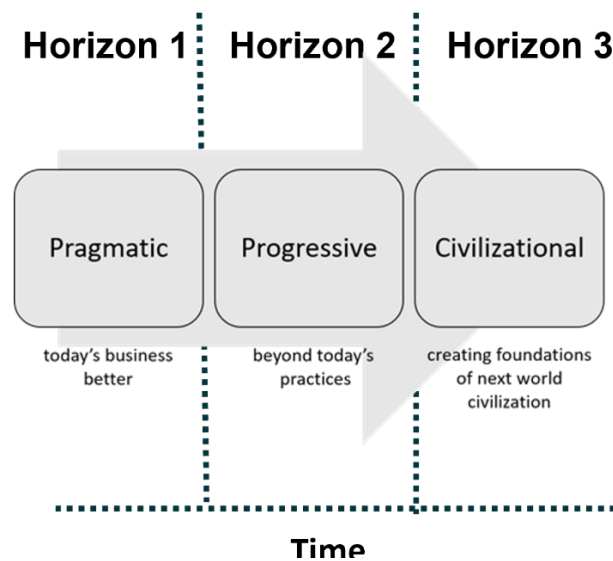 Horizon 1
Horizon 2
Horizon 3
Pragmatic
Progressive
Civilizational
today's business
better
beyond today's
practices
creating foundations
of next world
civilization
Time